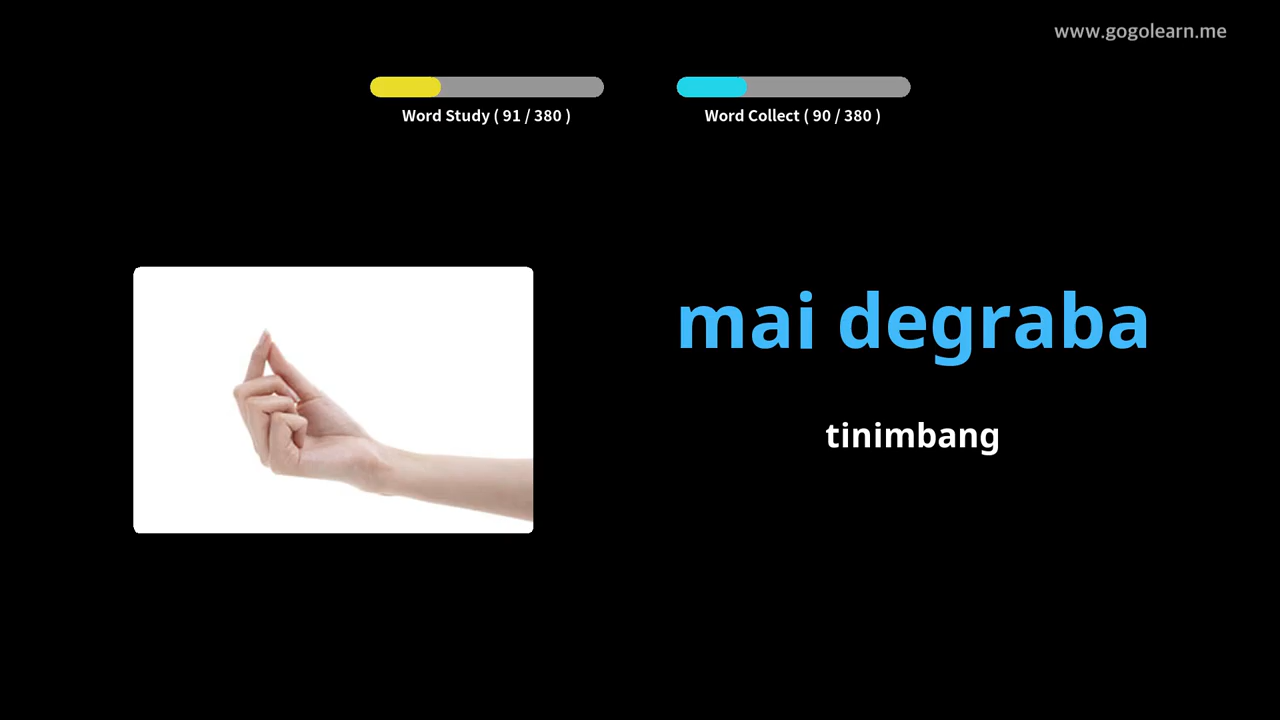 www.gogolearn.me
Word Study ( 91 / 380 )
Word Collect ( 90 / 380 )
mai degraba
tinimbang